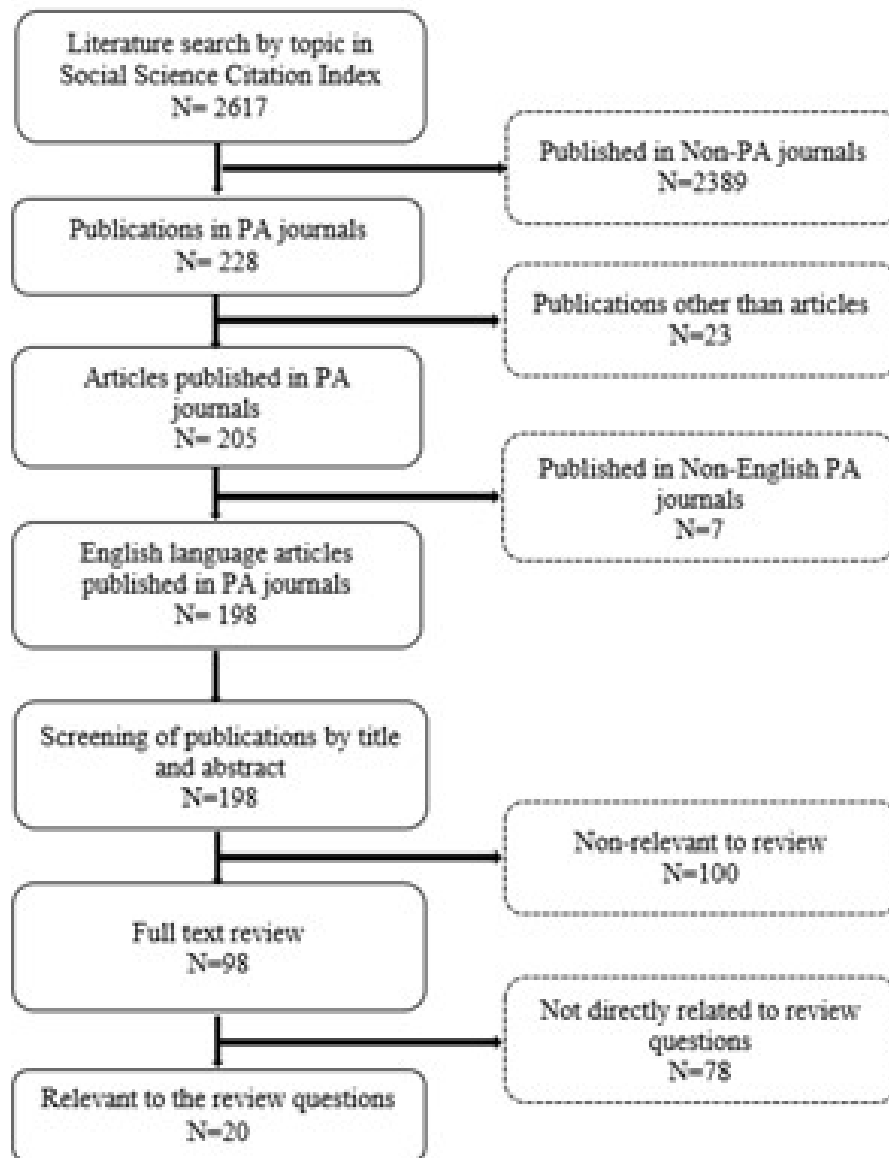 Literature search by topic in
Social Science Citation Index
N= 2617
Published in Non-PA journals
N=2389
Publications in PA journals
N= 228
Publications other than articles
N=23
Articles published in PA
journals
N= 205
Published in Non-English PA
journals
N=7
English language articles
published in PA journals
N= 198
Screening of publications by title
and abstract
N=198
Non-relevant to review
N=100
Full text review
N=98
Not directly related to review
questions
N=78
Relevant to the review questions
N=20